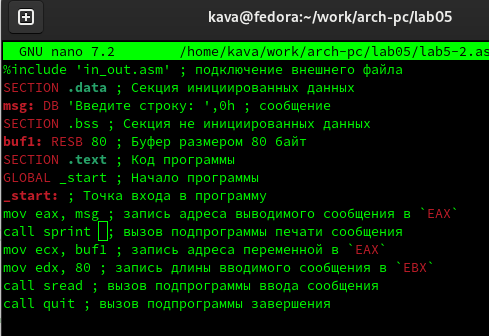 kava@fedora:~/work/arch-pc/lab05
GNU nano 7.2 /home/kava/work/arch-pc/lab05/lab5-2.as
%include 'in_out.asm' ; подключение внешнего файла
SECTION .data ; Секция инициированных данных
msg: DB 'Введите строку: ',0h ; сообщение
SECTION .bss ; Секция не инициированных данных
buf1: RESB 80 ; Буфер размером 80 байт
SECTION .text ; Код программы
GLOBAL _start ; Начало программы
_start: ; Точка входа в программу
mov eax, msg ; запись адреса выводимого сообщения в `EAX`
call sprint ; вызов подпрограммы печати сообщения
mov ecx, buf1 ; запись адреса переменной в `EAX`
mov edx, 80 ; запись длины вводимого сообщения в `EBX`
call sread ; вызов подпрограммы ввода сообщения
call quit ; вызов подпрограммы завершения